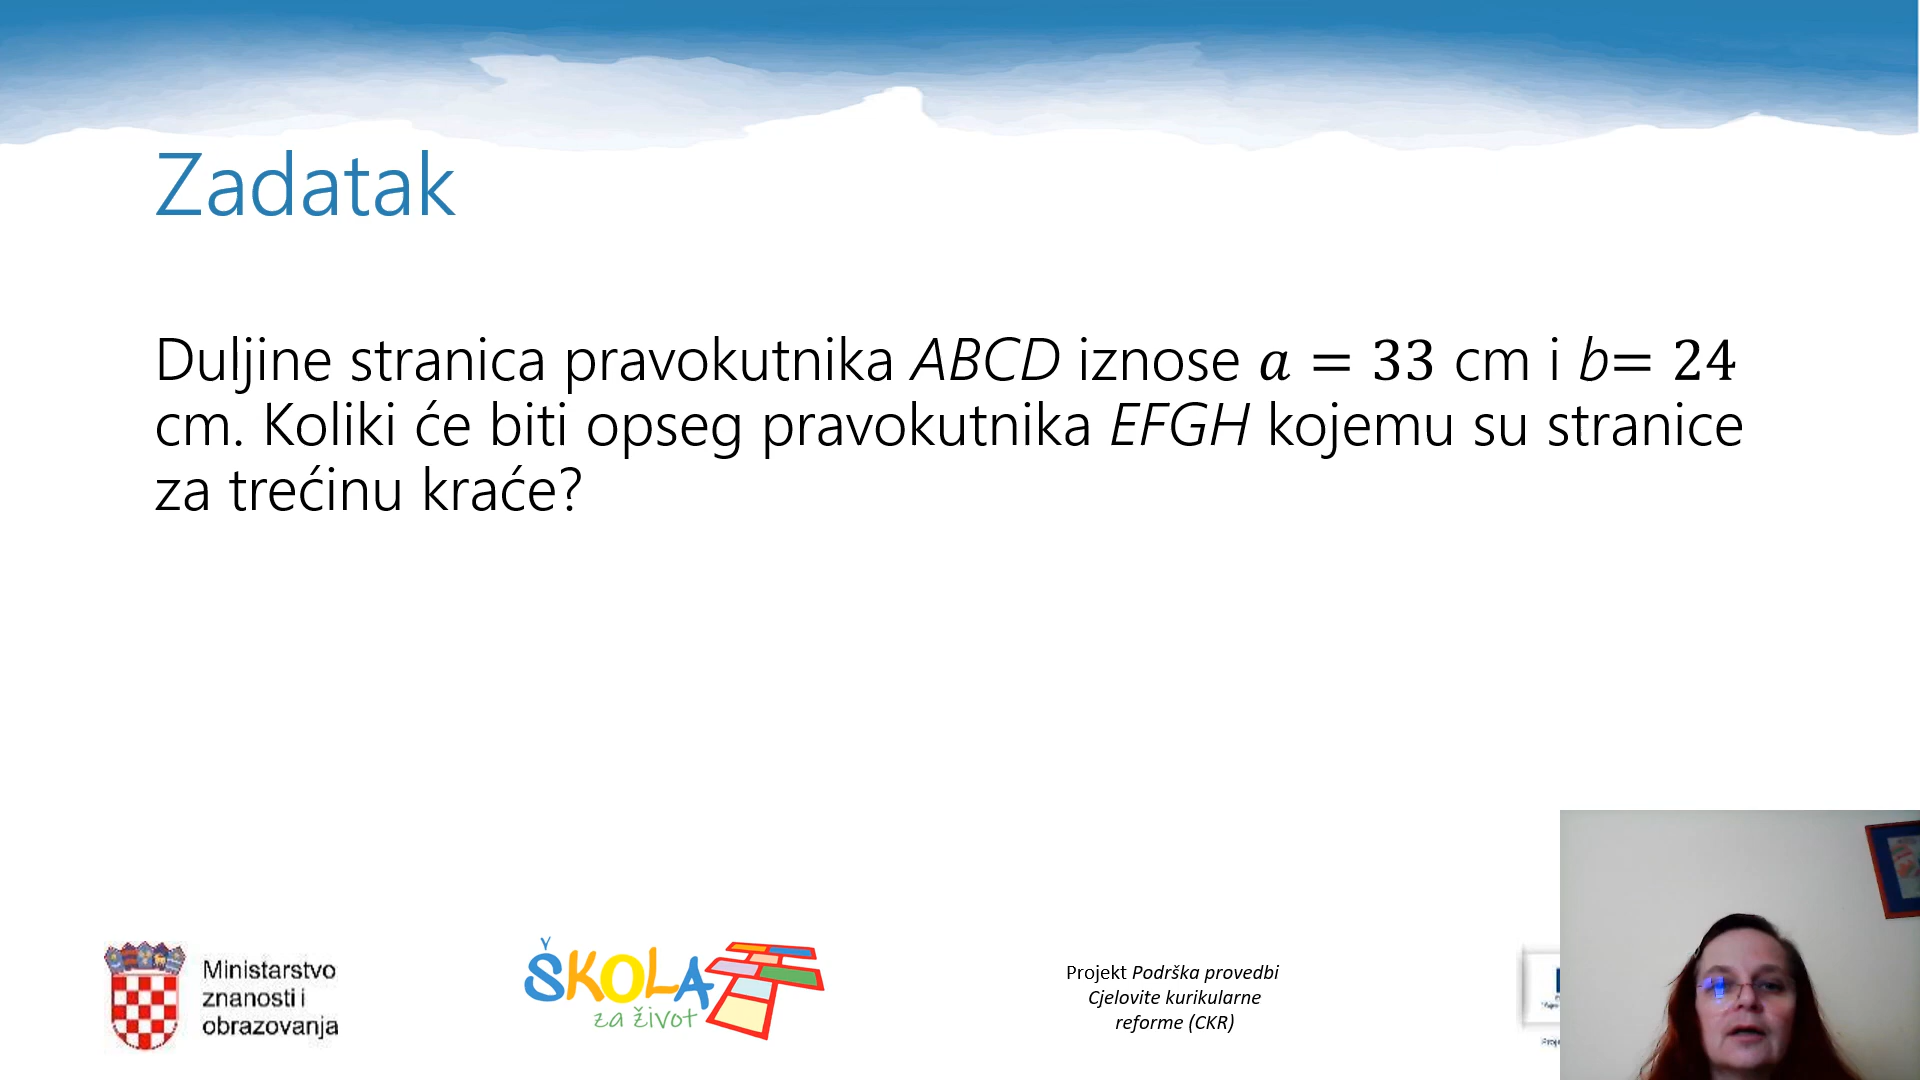 Zadatak
Duljine stranica pravokutnika ABCD iznose a = 33 cm i b= 24
cm. Koliki će biti opseg pravokutnika EFGH kojemu su stranice
za trećinu kraće?
Ministarstvo
znanosti i
obrazovanja
ŠKOLA
za život
Projekt Podrška provedbi
Cjelovite kurikularne
reforme (CKR)